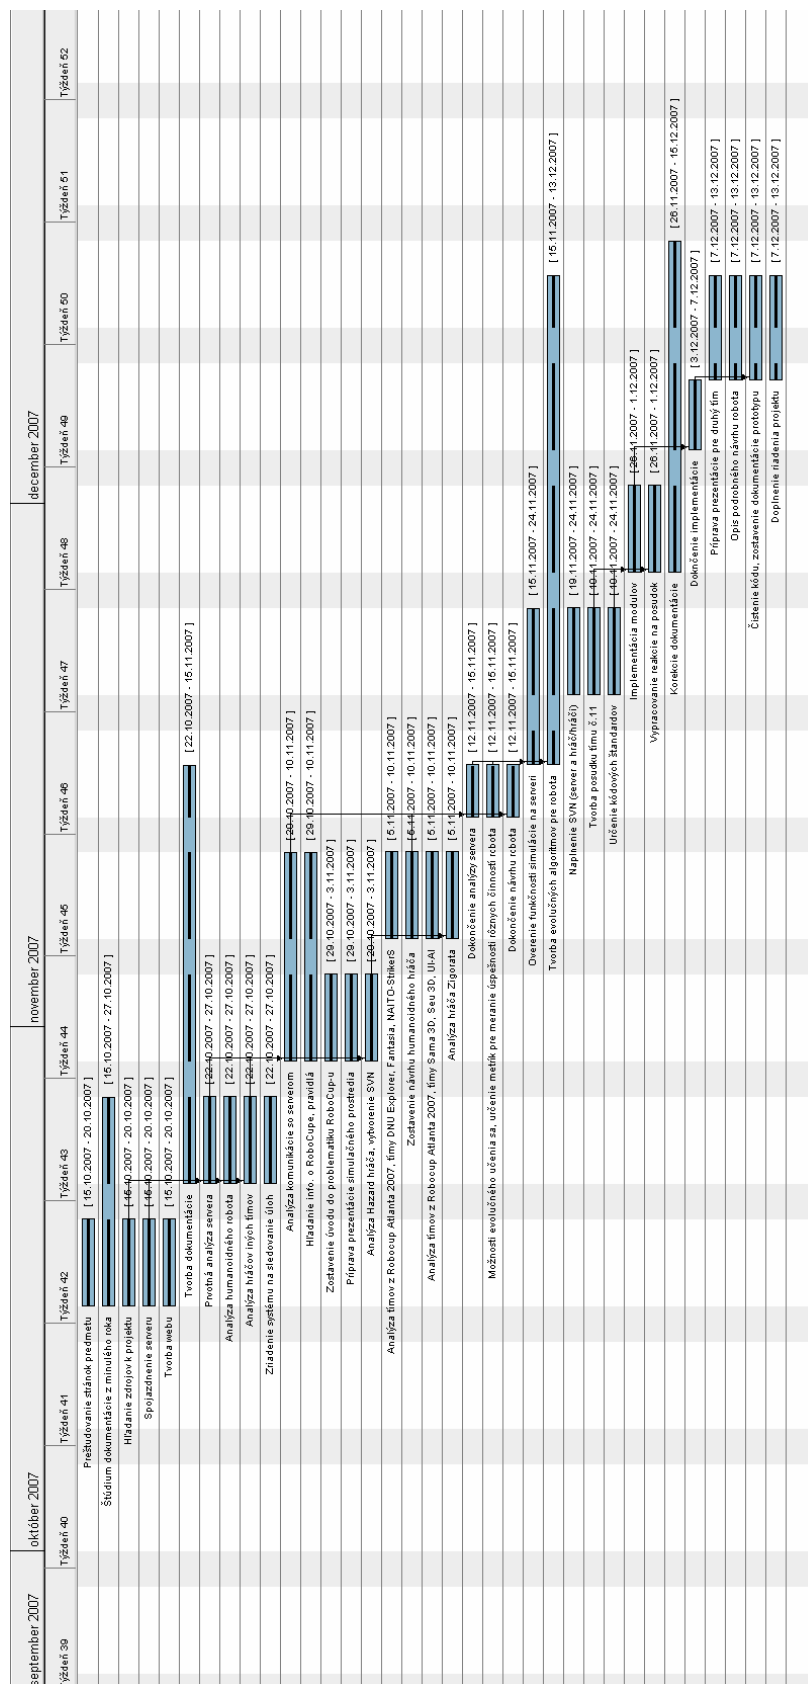 september 2007
október 2007
november 2007
december 2007
Týždeň 39
Týždeň 40
Týždeň 41
Týždeň 42
Týždeň 43
Týždeň 44
Týždeň 45
Týždeň 46
Týždeň 47
Týždeň 48
Týždeň 49
Týždeň 50
Týždeň 51
Týždeň 52
Preštudovanie stránok predmetu [ 15.10.2007 - 20.10.2007 ]
Štúdium dokumentácie z minulého roka [ 15.10.2007 - 27.10.2007 ]
Hľadanie zdrojov k projektu [ 15.10.2007 - 20.10.2007 ]
Spojazdnenie serveru [ 15.10.2007 - 20.10.2007 ]
Tvorba webu [ 15.10.2007 - 20.10.2007 ]
Tvorba dokumentácie [ 22.10.2007 - 15.11.2007 ]
Prvotná analýza servera [ 22.10.2007 - 27.10.2007 ]
Analýza humanoidného robota [ 22.10.2007 - 27.10.2007 ]
Analýza hráčov iných tímov [ 22.10.2007 - 27.10.2007 ]
Zriadenie systému na sledovanie úloh [ 22.10.2007 - 27.10.2007 ]
Analýza komunikácie so serverom [ 29.10.2007 - 10.11.2007 ]
Hľadanie info. o RoboCupe, pravidlá [ 29.10.2007 - 10.11.2007 ]
Zostavenie úvodu do problematiku RoboCup-u [ 29.10.2007 - 3.11.2007 ]
Príprava prezentácie simulačného prostredia [ 29.10.2007 - 3.11.2007 ]
Analýza Hazard hráča, vytvorenie SVN [ 29.10.2007 - 3.11.2007 ]
Analýza tímov z Robocup Atlanta 2007, tímy DNU Explorer, Fantasia, NAITO-StrikerS [ 5.11.2007 - 10.11.2007 ]
Zostavenie návrhu humanoidného hráča [ 5.11.2007 - 10.11.2007 ]
Analýza tímov z Robocup Atlanta 2007, tímy Sama 3D, Seu 3D, UI-AI [ 5.11.2007 - 10.11.2007 ]
Analýza hráča Zigorata [ 5.11.2007 - 10.11.2007 ]
Dokončenie analýzy servera [ 12.11.2007 - 15.11.2007 ]
Možnosti evolučného učenia sa, určenie metrík pre meranie úspešnosti rôznych činností robota [ 12.11.2007 - 15.11.2007 ]
Dokončenie návrhu robota [ 12.11.2007 - 15.11.2007 ]
Overenie funkčnosti simulácie na serveri [ 15.11.2007 - 24.11.2007 ]
Tvorba evolučných algoritmov pre robota [ 15.11.2007 - 13.12.2007 ]
Naplnenie SVN (server a hráč/hráči) [ 19.11.2007 - 24.11.2007 ]
Tvorba posudku tímu č.11 [ 19.11.2007 - 24.11.2007 ]
Určenie kódových štandardov [ 19.11.2007 - 24.11.2007 ]
Implementácia modulov [ 26.11.2007 - 1.12.2007 ]
Vypracovanie reakcie na posudok [ 26.11.2007 - 1.12.2007 ]
Korekcie dokumentácie [ 26.11.2007 - 15.12.2007 ]
Doknčenie implementácie [ 3.12.2007 - 7.12.2007 ]
Príprava prezentácie pre druhý tím [ 7.12.2007 - 13.12.2007 ]
Opis podrobného návrhu robota [ 7.12.2007 - 13.12.2007 ]
Čistenie kódu, zostavenie dokumentácie prototypu [ 7.12.2007 - 13.12.2007 ]
Doplnenie riadenia projektu [ 7.12.2007 - 13.12.2007 ]